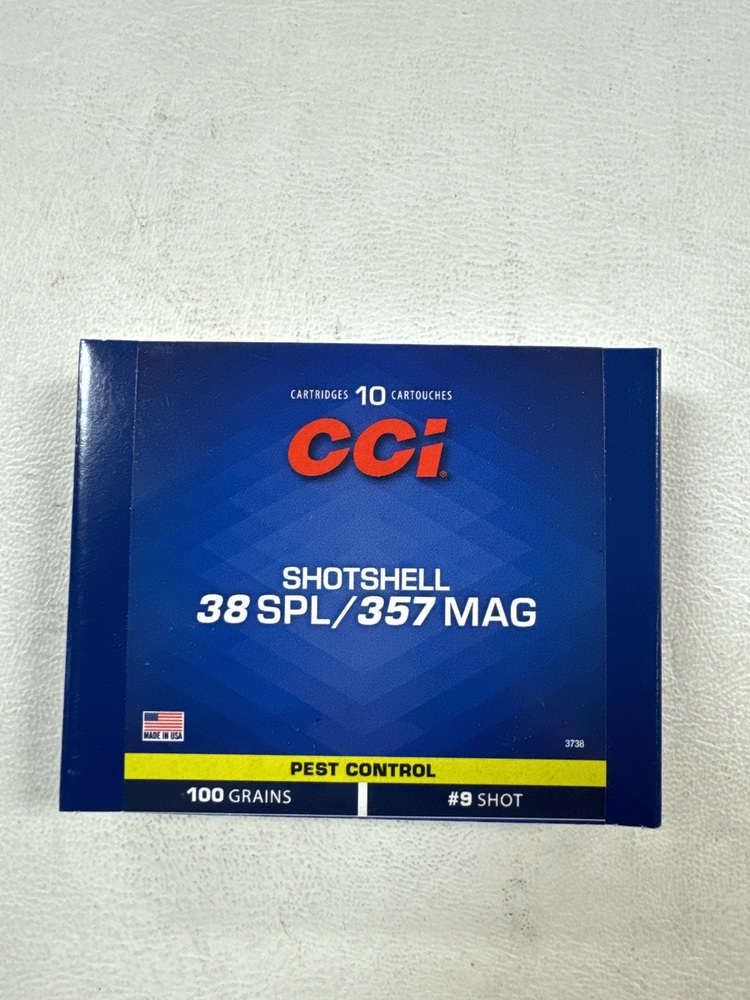 CARTRIDGES 10 CARTOUCHES
CCi®
SHOTSHELL
38 SPL/357 MAG
MADE IN USA
3738
PEST CONTROL
100 GRAINS
#9 SHOT